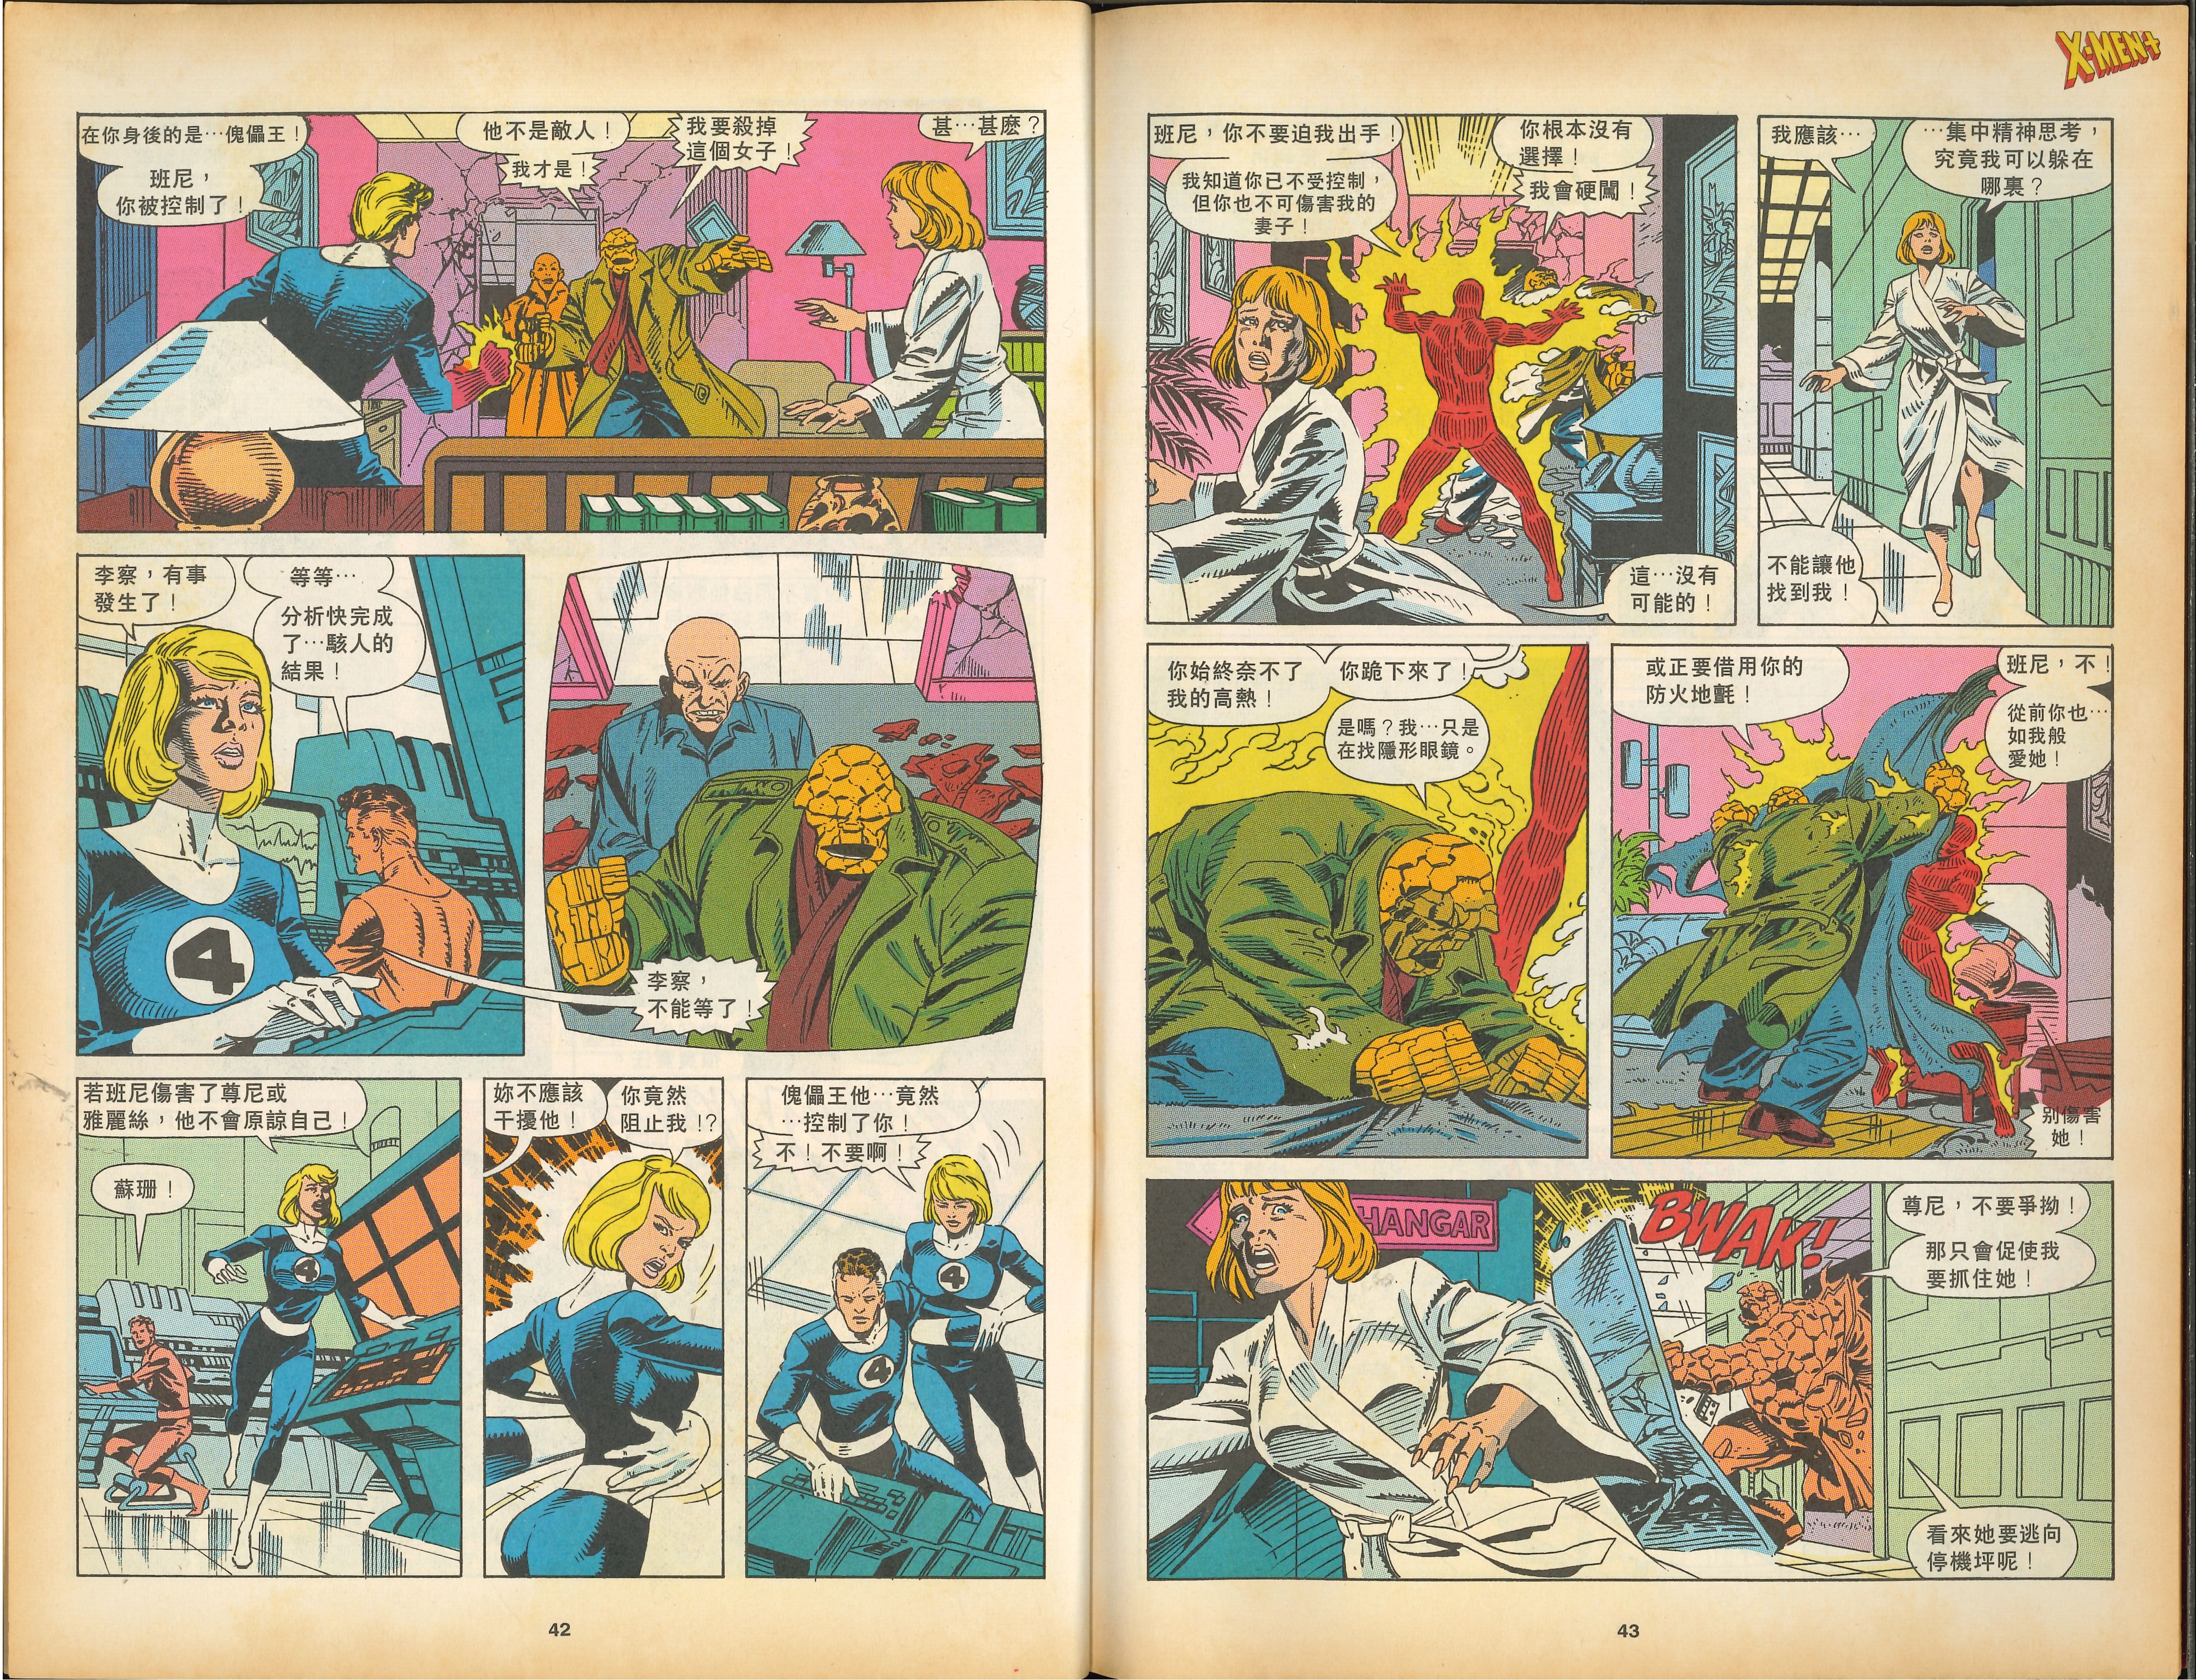 X-MEN+
在你身後的是…傀儡王！
班尼，
你被控制了！
他不是敵人！
我才是！
我要殺掉
這個女子！
甚…甚麽？
李察，有事
發生了！
等等…
分析快完成
了…駭人的
結果！
4
李察，
不能等了！
若班尼傷害了尊尼或
雅麗絲，他不會原諒自己！
蘇珊！
4
妳不應該
干擾他！
你竟然
阻止我！？
傀儡王他…竟然
…控制了你！
不！不要啊！
4
4
42
班尼，你不要迫我出手！
我知道你已不受控制，
但你也不可傷害我的
妻子！
你根本沒有
選擇！
我會硬闖！
這…沒有
可能的！
我應該…
…集中精神思考，
究竟我可以躲在
哪裏？
不能讓他
找到我！
你始終奈不了
我的高熱！
你跪下來了！
是嗎？我…只是
在找隱形眼鏡。
或正要借用你的
防火地氈！
班尼，不！
從前你也…
如我般
愛她！
別傷害
她！
HANGAR
BWAK!
尊尼，不要爭拗！
那只會促使我
要抓住她！
看來她要逃向
停機坪呢！
43